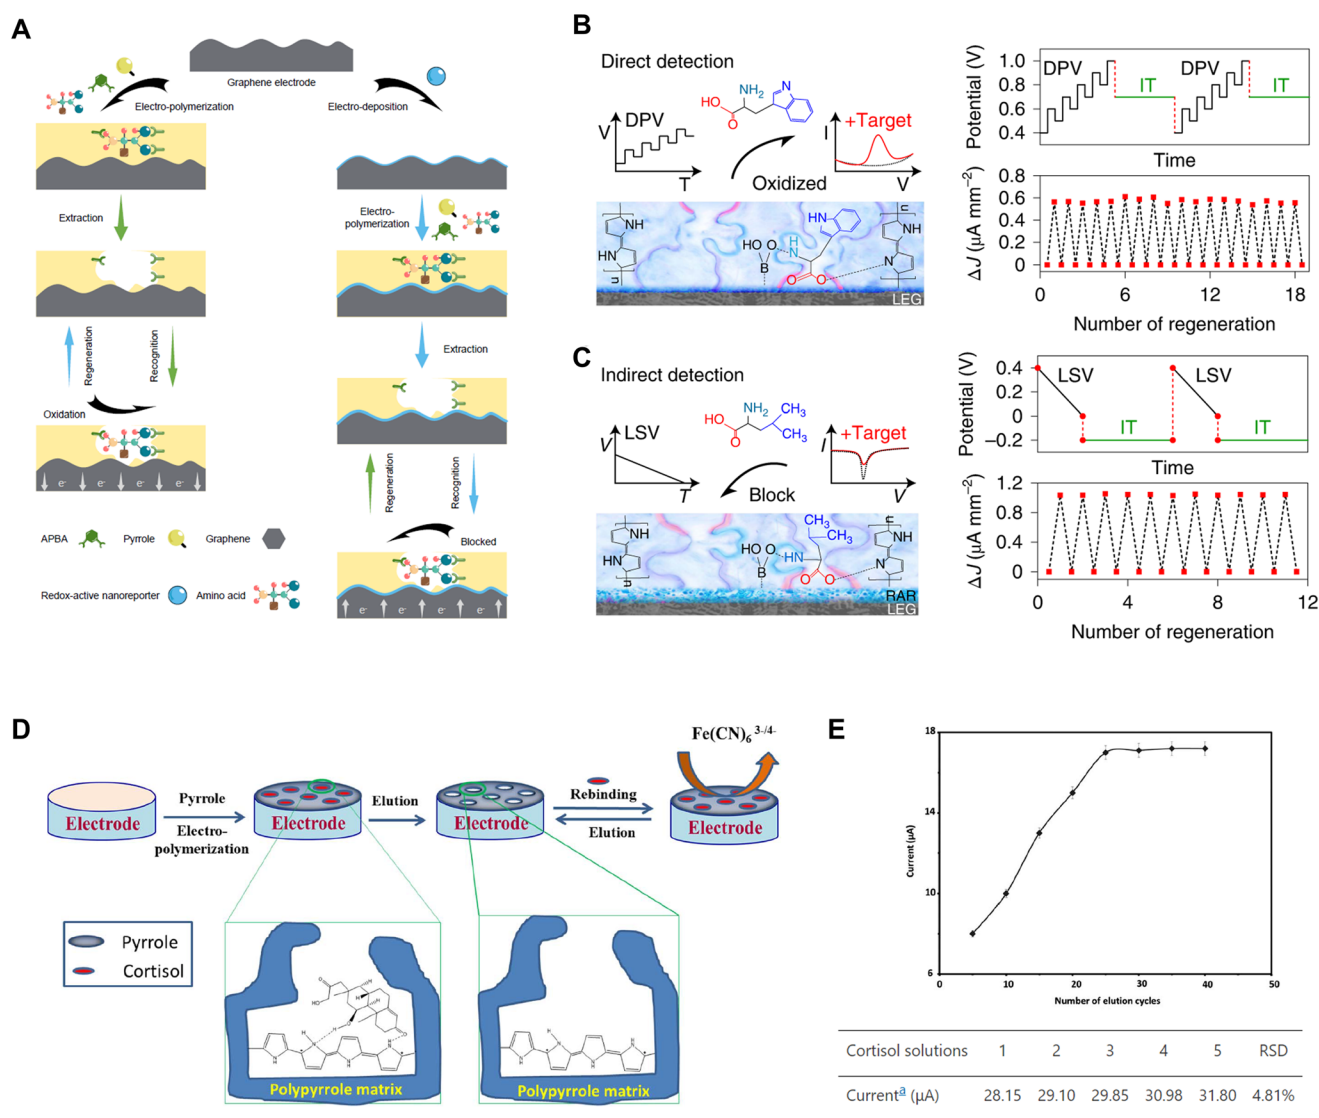 A
Graphene electrode
Electro-polymerization
Electro-deposition
Extraction
Electro-
polymerization
Regeneration
Recognition
Extraction
Oxidation
e- e- e- e- e-
Regeneration
Recognition
Blocked
APBA
Pyrrole
Graphene
Redox-active nanoreporter
Amino acid
e- e- e- e- e-
B
Direct detection
V
DPV
T
HO
O
NH2
N
I
+Target
V
Oxidized
NH
HN
n
HO
O
B
H
N
HN
O
O
n
NH
N
n
LEG
Potential (V)
1.0
0.8
0.6
0.4
DPV
IT
DPV
IT
Time
ΔJ (µA mm−2)
0.8
0.6
0.4
0.2
0
0 6 12 18
Number of regeneration
C
Indirect detection
V
LSV
T
HO
O
NH2
CH3
CH3
I
+Target
V
Block
NH
HN
n
HO
O
B
HN
CH3
CH3
O
O
n
NH
N
n
RAR
LEG
Potential (V)
0.4
0.2
0
−0.2
LSV
IT
LSV
IT
Time
ΔJ (µA mm−2)
1.2
0.8
0.4
0
0 4 8 12
Number of regeneration
D
Electrode
Pyrrole
Electro-
polymerization
Electrode
Elution
Electrode
Rebinding
Elution
Fe(CN)6 3-/4-
Electrode
Pyrrole
Cortisol
Polypyrrole matrix
Polypyrrole matrix
E
Current (µA)
18
14
10
6
0 10 20 30 40 50
Number of elution cycles
Cortisol solutions 1 2 3 4 5 RSD
Currenta (µA) 28.15 29.10 29.85 30.98 31.80 4.81%